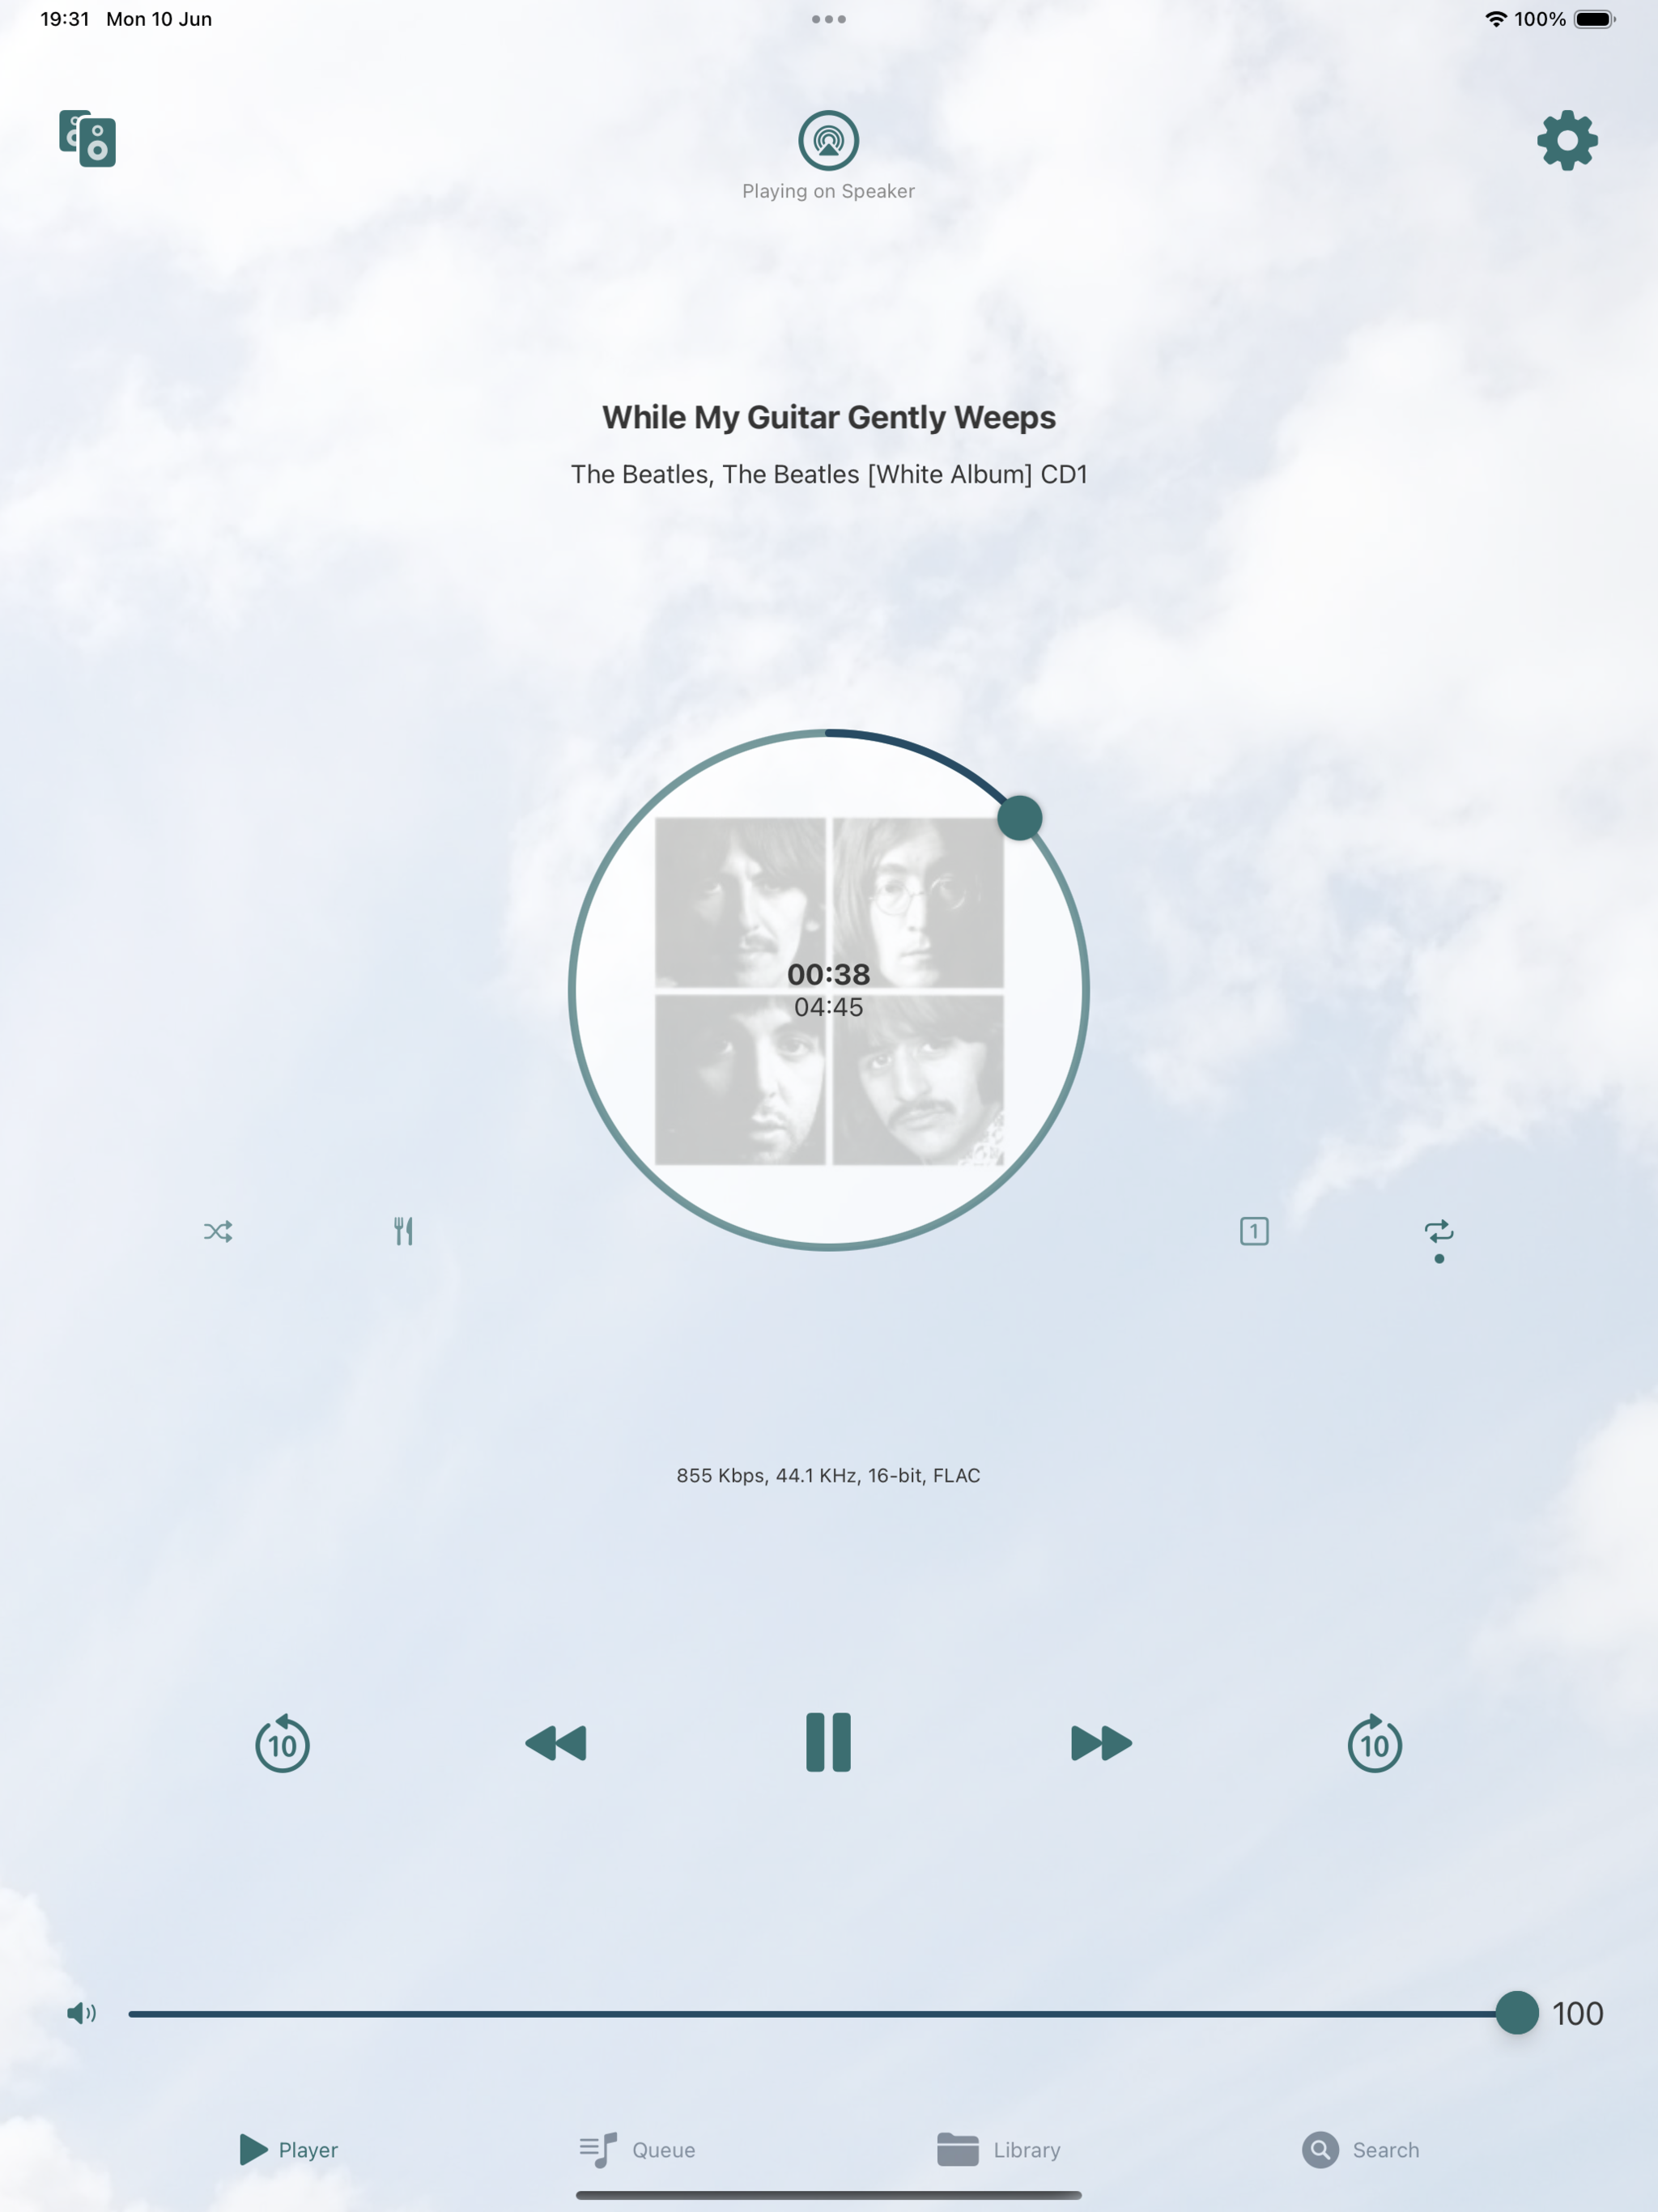 19:31 Mon 10 Jun
100%
Playing on Speaker
While My Guitar Gently Weeps
The Beatles, The Beatles [White Album] CD1
00:38
04:45
1
855 Kbps, 44.1 KHz, 16-bit, FLAC
10
10
100
Player
Queue
Library
Search